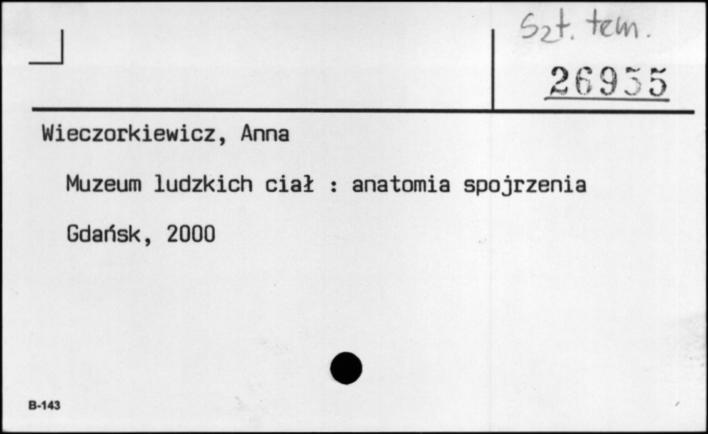 Szt. tem.
26955
Wieczorkiewicz, Anna
Muzeum ludzkich ciał : anatomia spojrzenia
Gdańsk, 2000
B-143